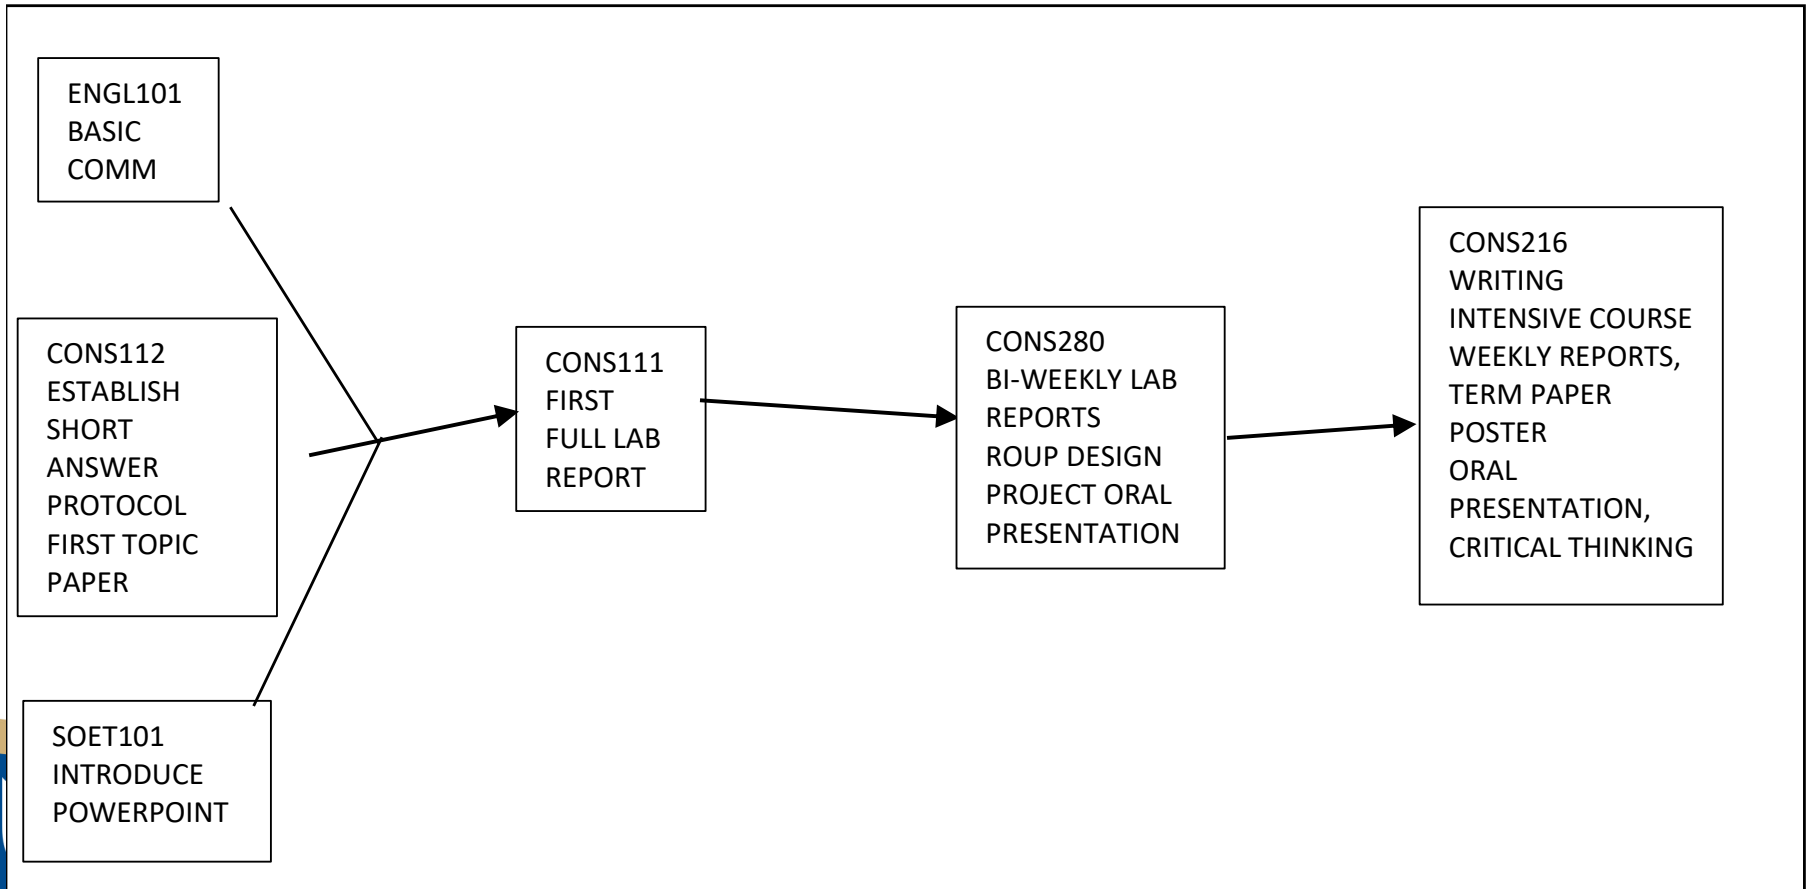 ENGL101
BASIC
COMM
CONS112
ESTABLISH
SHORT
ANSWER
PROTOCOL
FIRST TOPIC
PAPER
SOET101
INTRODUCE
POWERPOINT
CONS111
FIRST
FULL LAB
REPORT
CONS280
BI-WEEKLY LAB
REPORTS
ROUP DESIGN
PROJECT ORAL
PRESENTATION
CONS216
WRITING
INTENSIVE COURSE
WEEKLY REPORTS,
TERM PAPER
POSTER
ORAL
PRESENTATION,
CRITICAL THINKING